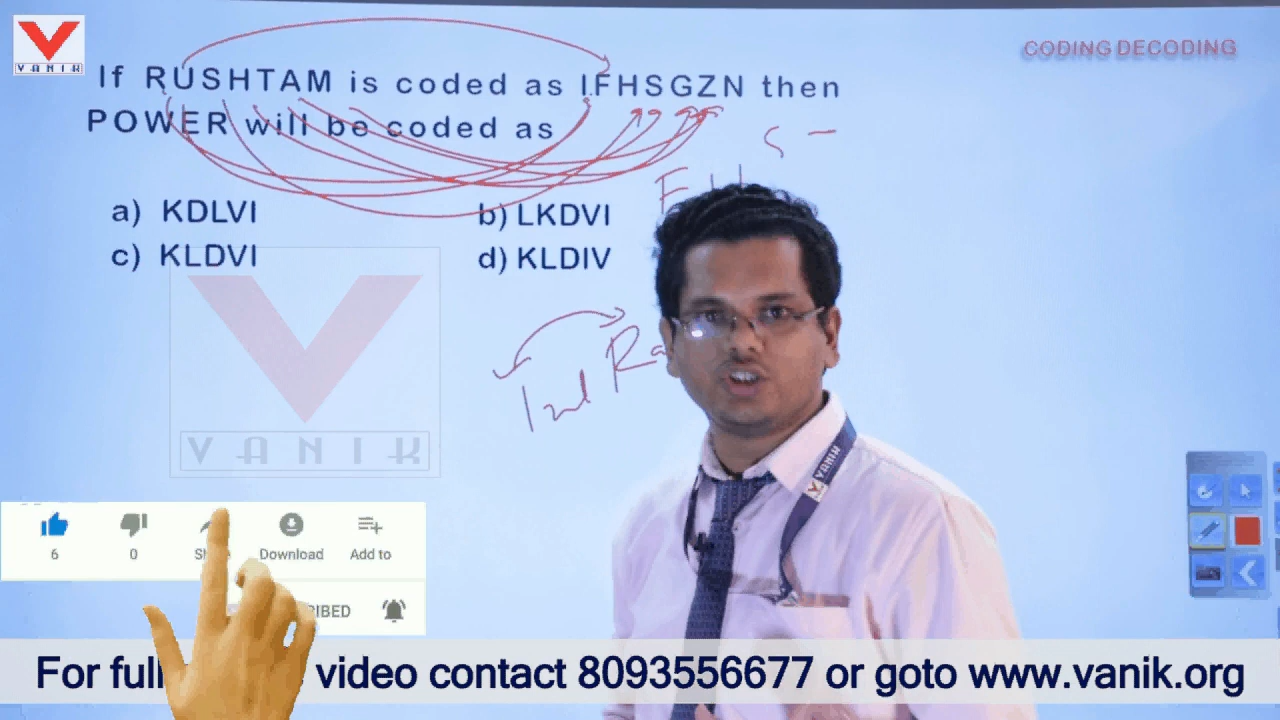 VANIK
CODING DECODING
If RUSHTAM is coded as IFHSGZN then
POWER will be coded as
a) KDLVI b) LKDVI
c) KLDVI d) KLDIV
VANIK
VANIK
6 0 Download Add to
For full video contact 8093556677 or goto www.vanik.org